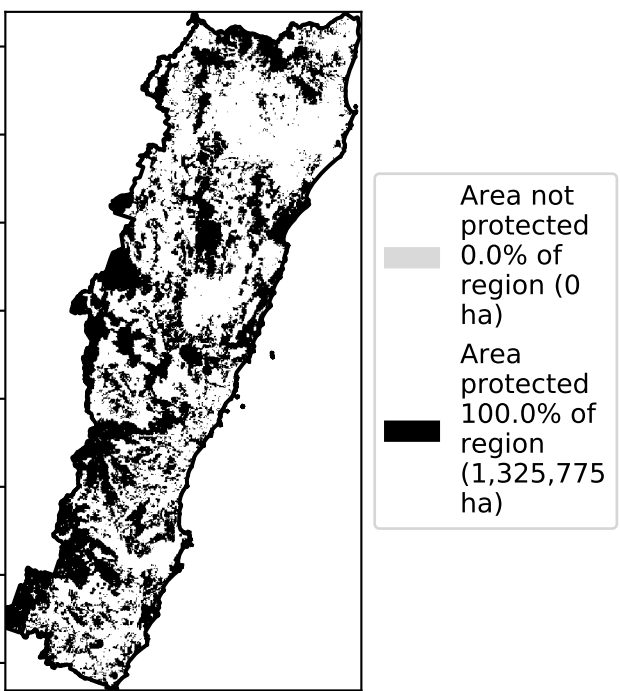 Area not
protected
0.0% of
region (0
ha)
Area
protected
100.0% of
region
(1,325,775
ha)